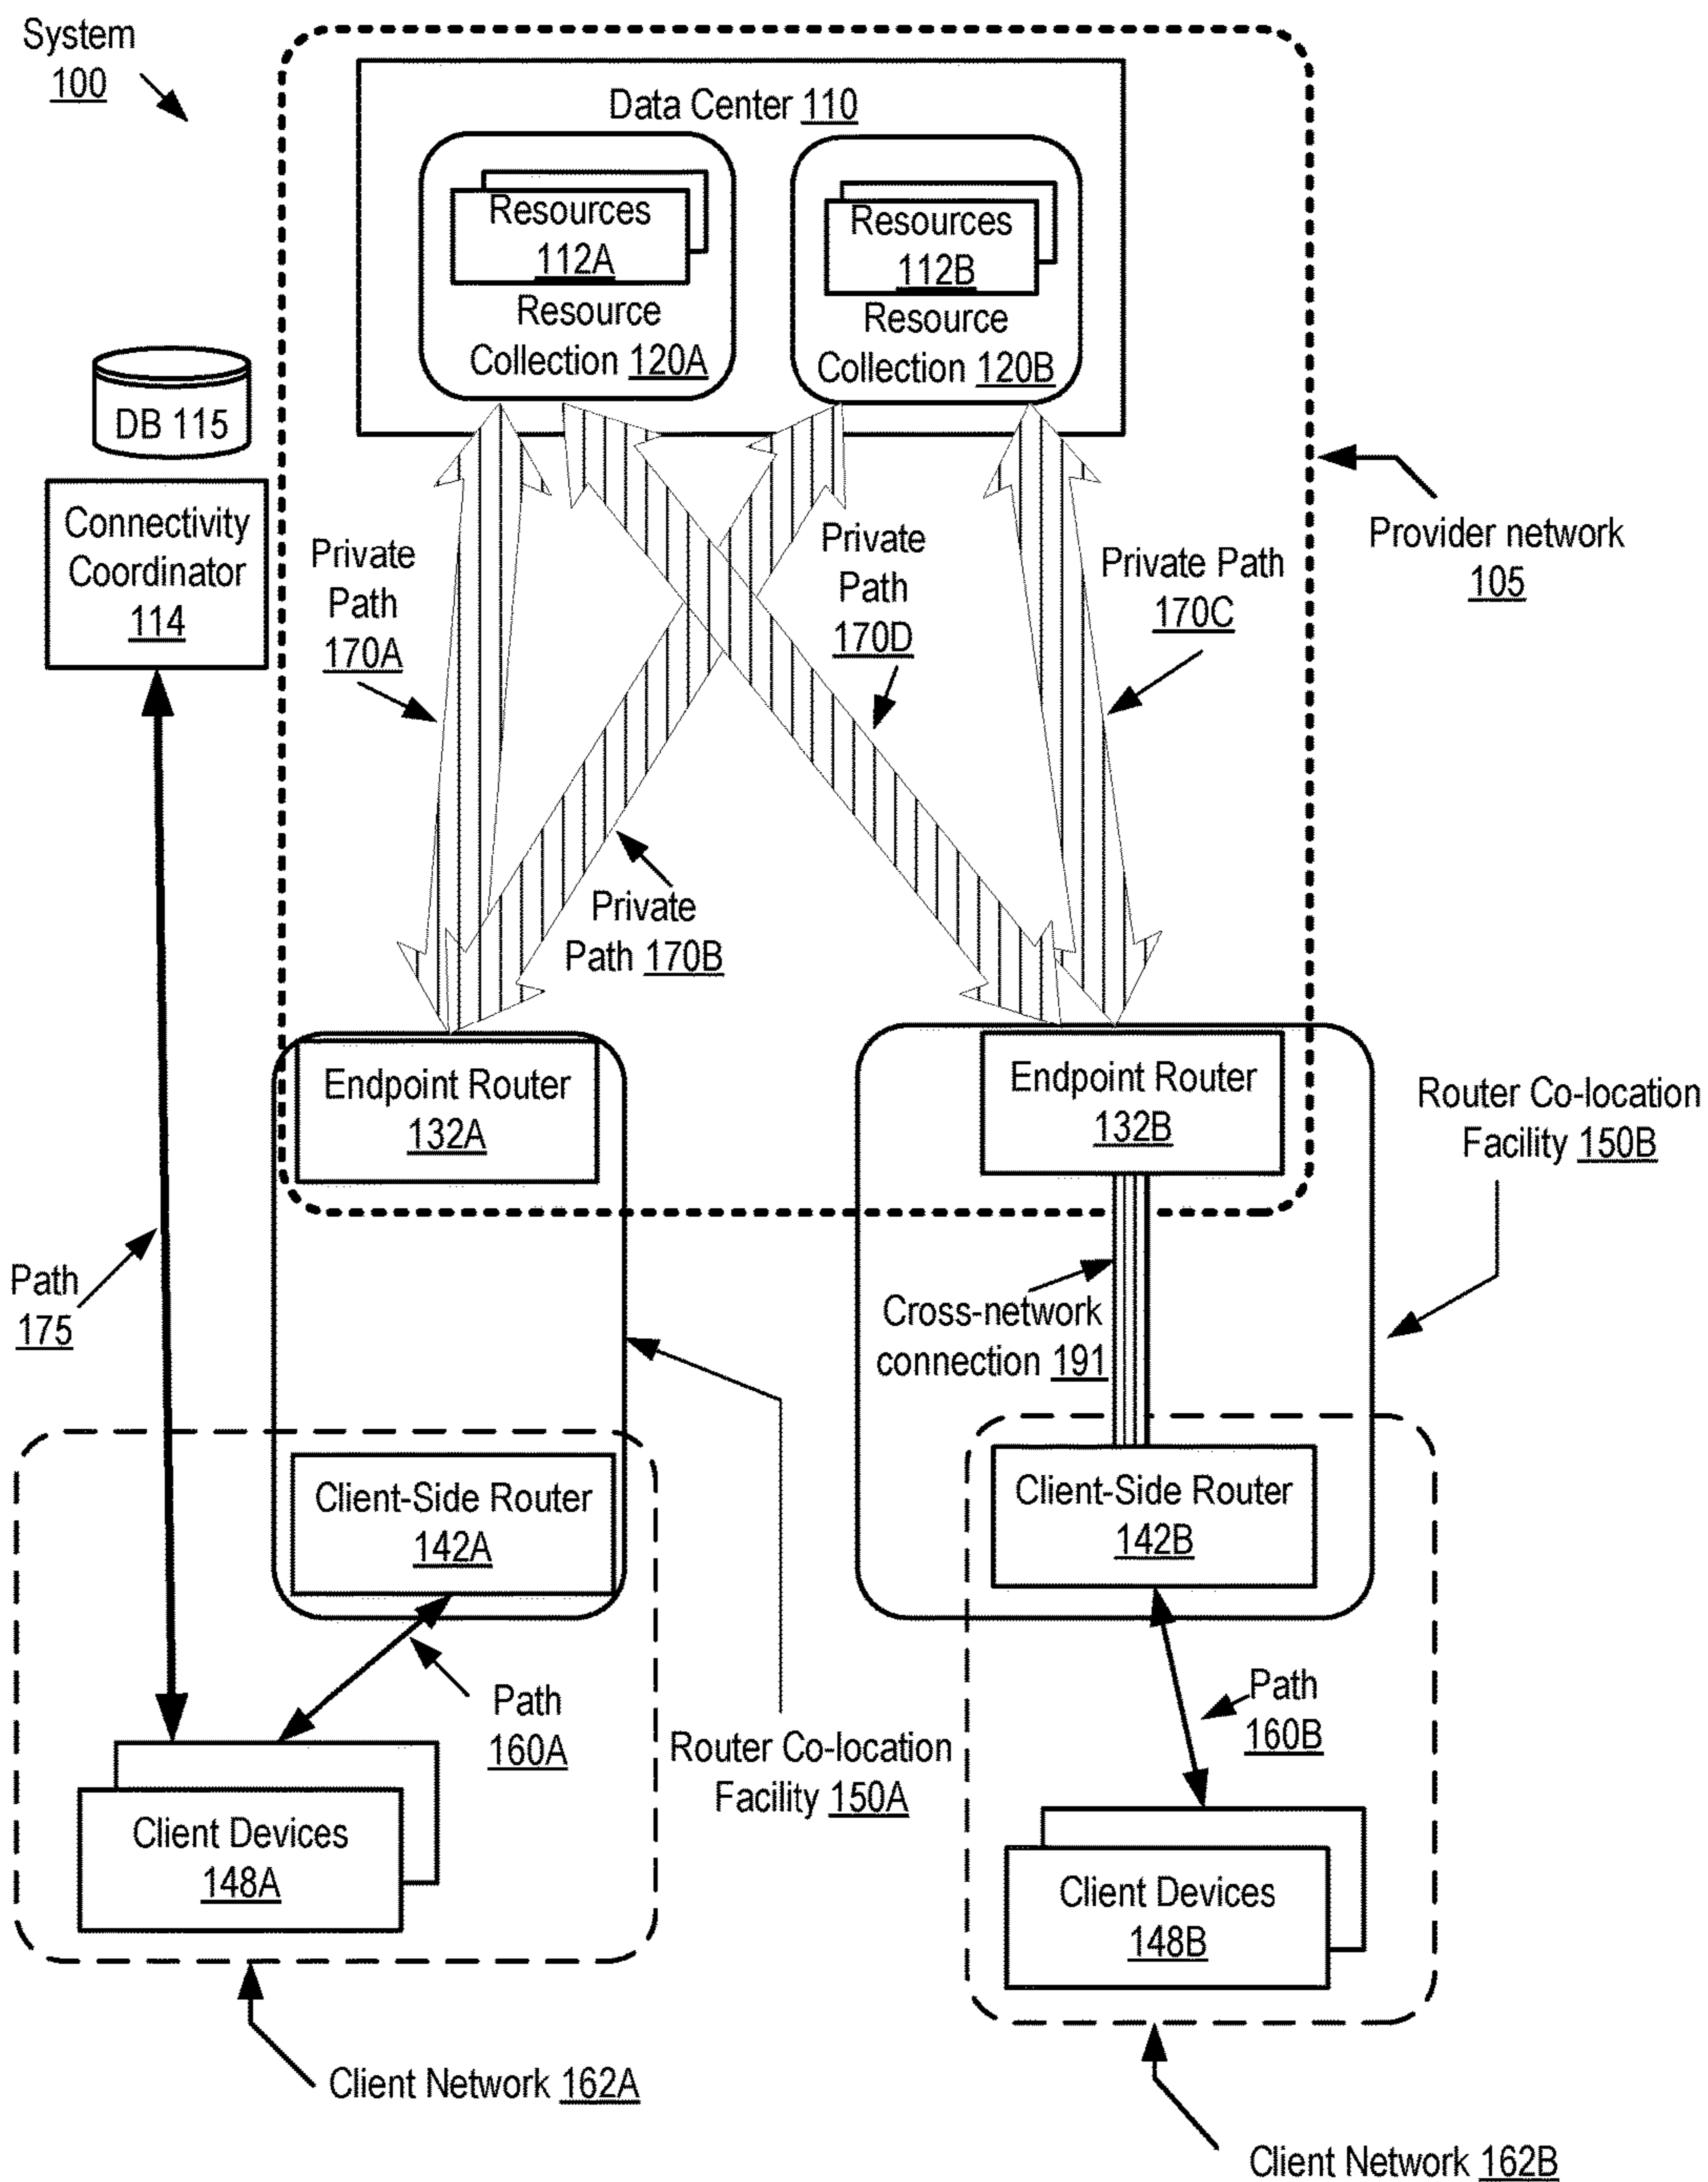 System
100
Data Center 110
Resources
112A
Resource
Collection 120A
Resources
112B
Resource
Collection 120B
DB 115
Connectivity
Coordinator
114
Private
Path
170A
Private
Path
170D
Private Path
170C
Provider network
105
Private
Path 170B
Endpoint Router
132A
Endpoint Router
132B
Router Co-location
Facility 150B
Path
175
Cross-network
connection 191
Client-Side Router
142A
Client-Side Router
142B
Path
160A
Path
160B
Router Co-location
Facility 150A
Client Devices
148A
Client Devices
148B
Client Network 162A
Client Network 162B